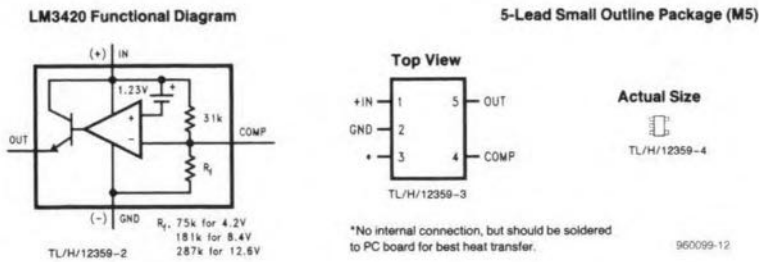 LM3420 Functional Diagram
(+) IN
1.23V
+
+
−
31k
OUT
COMP
Rf
(−) GND
Rf, 75k for 4.2V
181k for 8.4V
287k for 12.6V
TL/H/12359-2
5-Lead Small Outline Package (M5)
Top View
+IN 1 5 OUT
GND 2
* 3 4 COMP
TL/H/12359-3
*No internal connection, but should be soldered
to PC board for best heat transfer.
Actual Size
TL/H/12359-4
960099-12